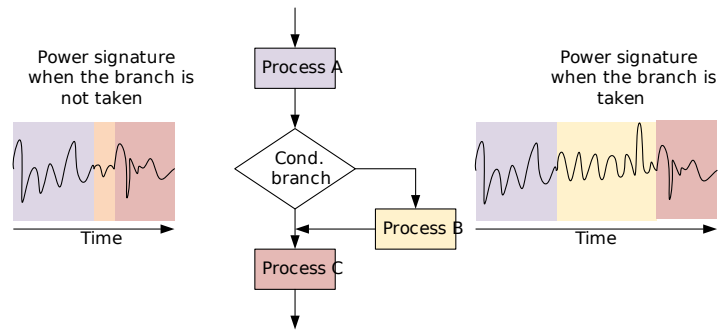 Power signature
when the branch is
not taken
Time
Process A
Cond.
branch
Process B
Process C
Power signature
when the branch is
taken
Time